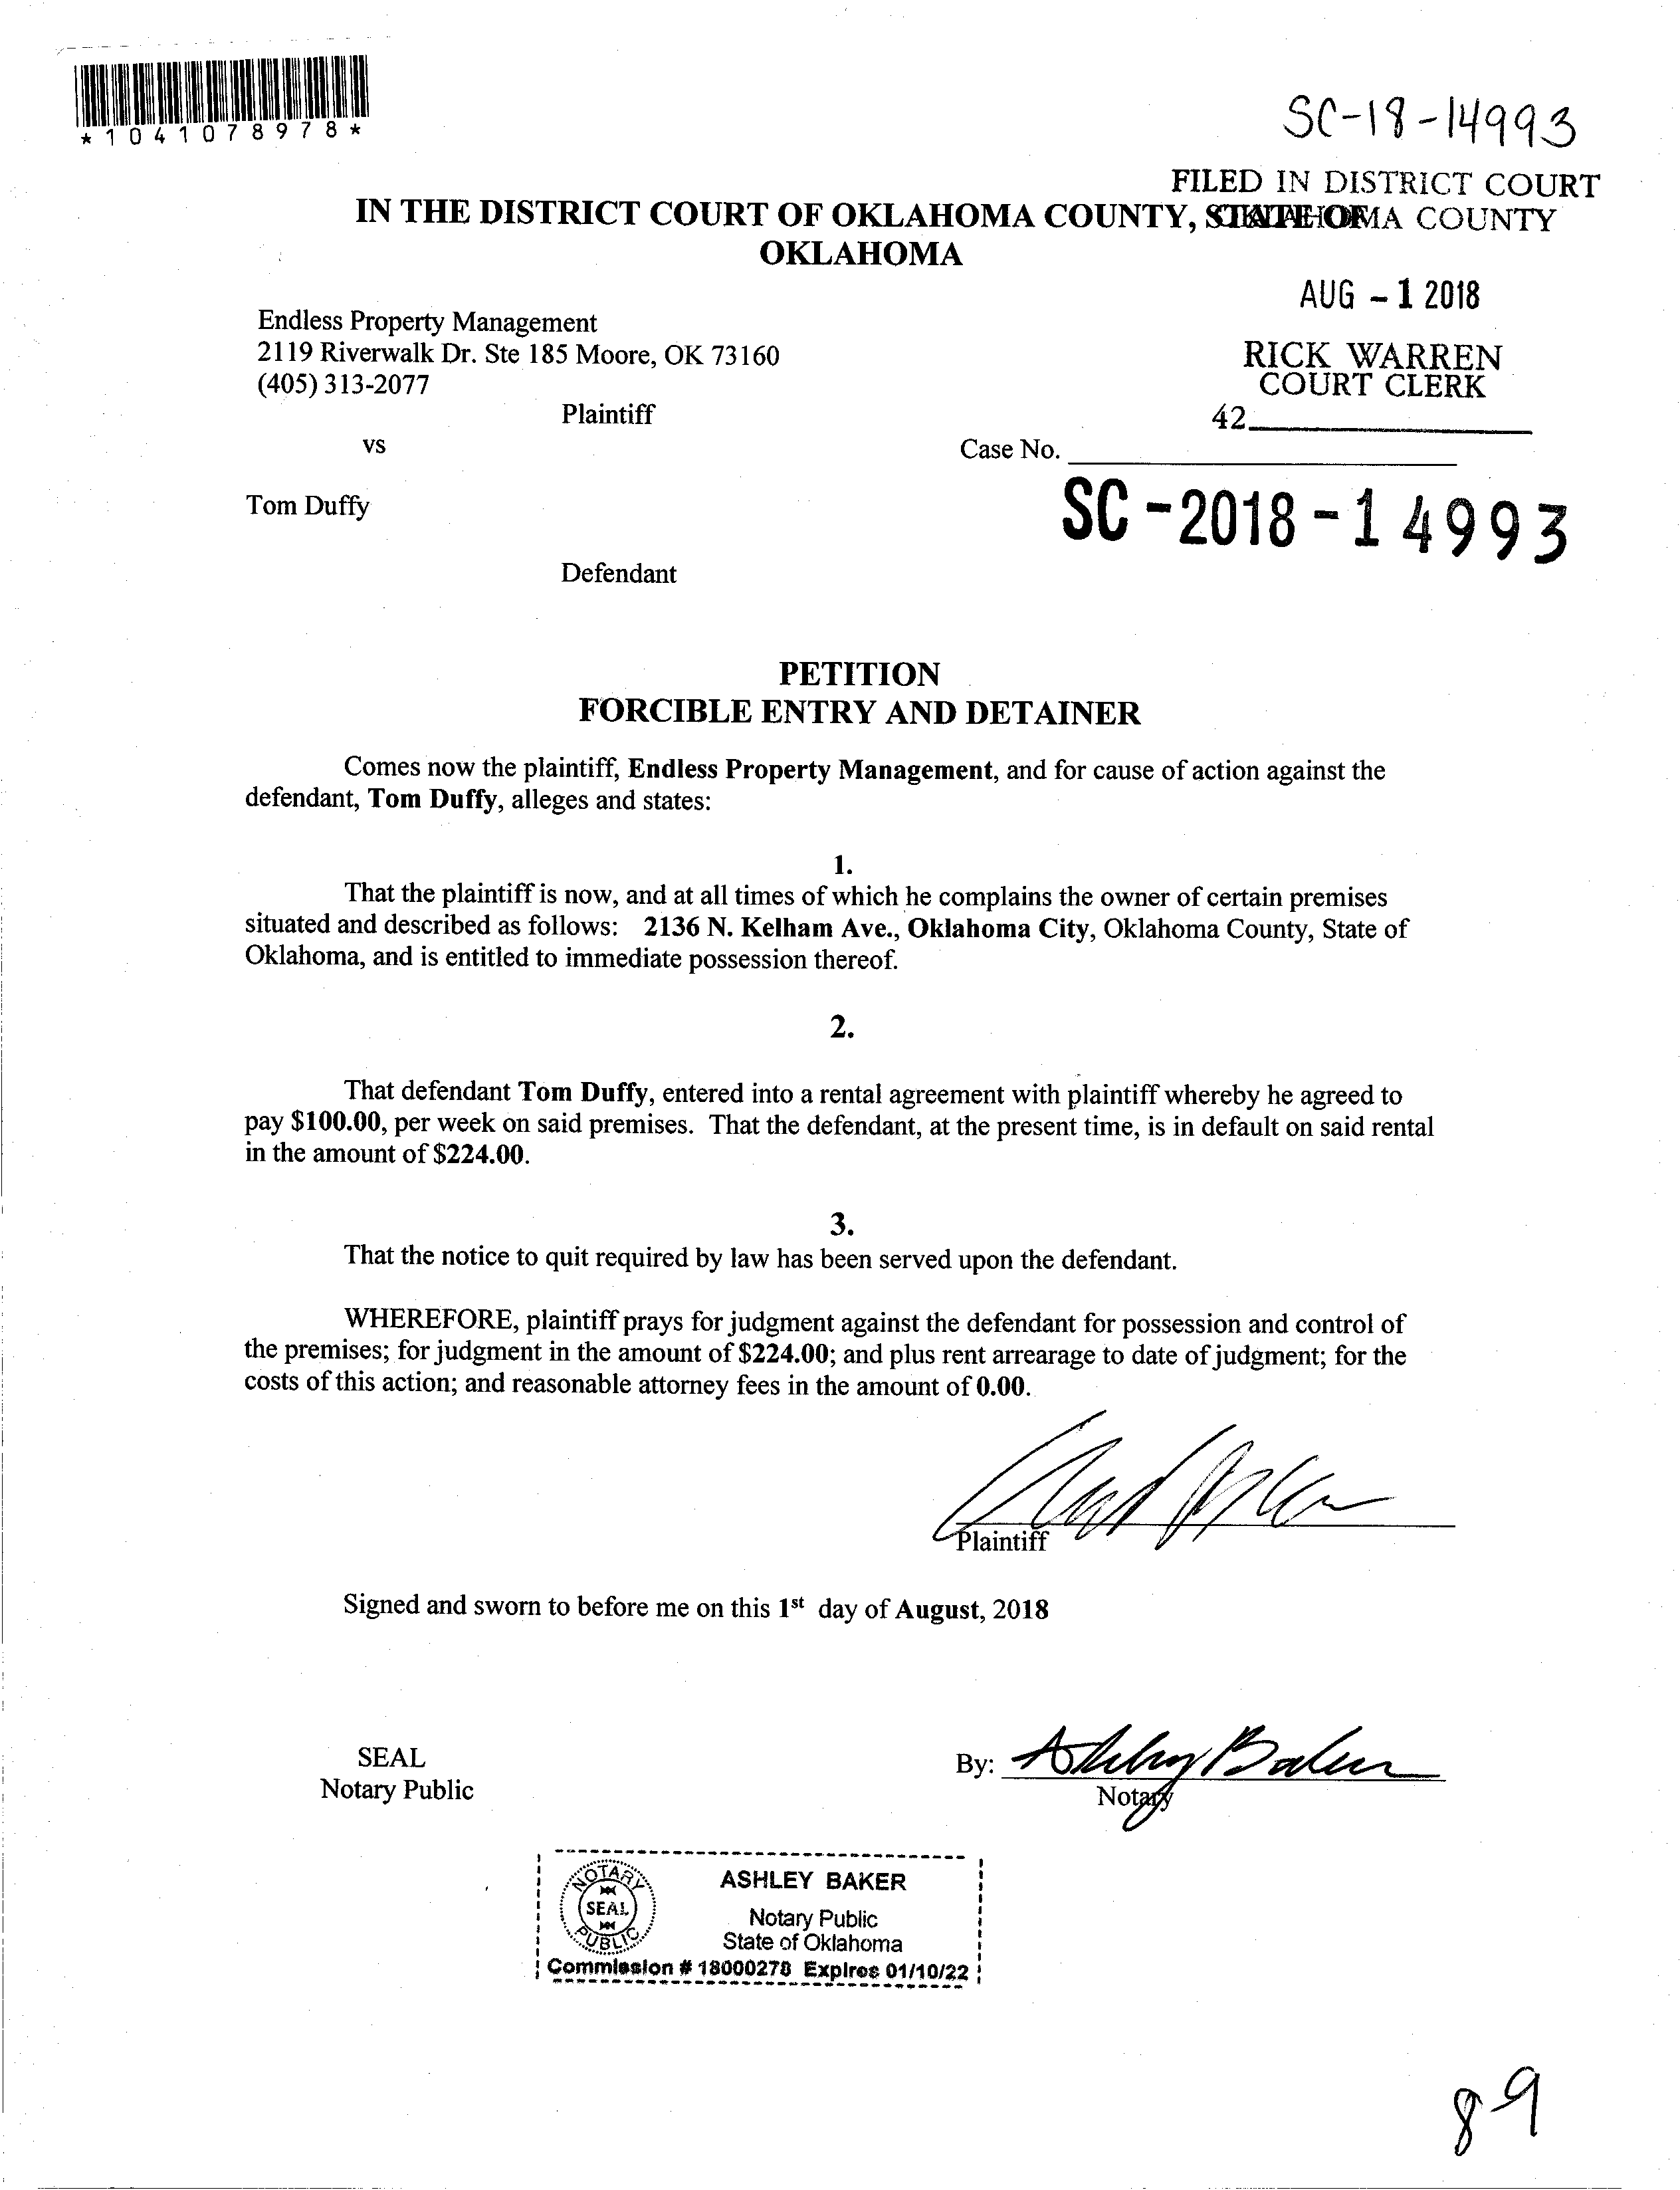 *1041078978*
SC-18-14993
FILED IN DISTRICT COURT
IN THE DISTRICT COURT OF OKLAHOMA COUNTY, STATE OF
OKLAHOMA COUNTY
OKLAHOMA
AUG -1 2018
Endless Property Management
2119 Riverwalk Dr. Ste 185 Moore, OK 73160
(405) 313-2077
RICK WARREN
COURT CLERK
Plaintiff
42
vs
Case No.
Tom Duffy
SC-2018-14993
Defendant
PETITION
FORCIBLE ENTRY AND DETAINER
Comes now the plaintiff, Endless Property Management, and for cause of action against the
defendant, Tom Duffy, alleges and states:
1.
That the plaintiff is now, and at all times of which he complains the owner of certain premises
situated and described as follows: 2136 N. Kelham Ave., Oklahoma City, Oklahoma County, State of
Oklahoma, and is entitled to immediate possession thereof.
2.
That defendant Tom Duffy, entered into a rental agreement with plaintiff whereby he agreed to
pay $100.00, per week on said premises. That the defendant, at the present time, is in default on said rental
in the amount of $224.00.
3.
That the notice to quit required by law has been served upon the defendant.
WHEREFORE, plaintiff prays for judgment against the defendant for possession and control of
the premises; for judgment in the amount of $224.00; and plus rent arrearage to date of judgment; for the
costs of this action; and reasonable attorney fees in the amount of 0.00.
Plaintiff
Signed and sworn to before me on this 1st day of August, 2018
SEAL
Notary Public
By: Ashley Baker
Notary
NOTARY
SEAL
PUBLIC
ASHLEY BAKER
Notary Public
State of Oklahoma
Commission # 18000278 Expires 01/10/22
89